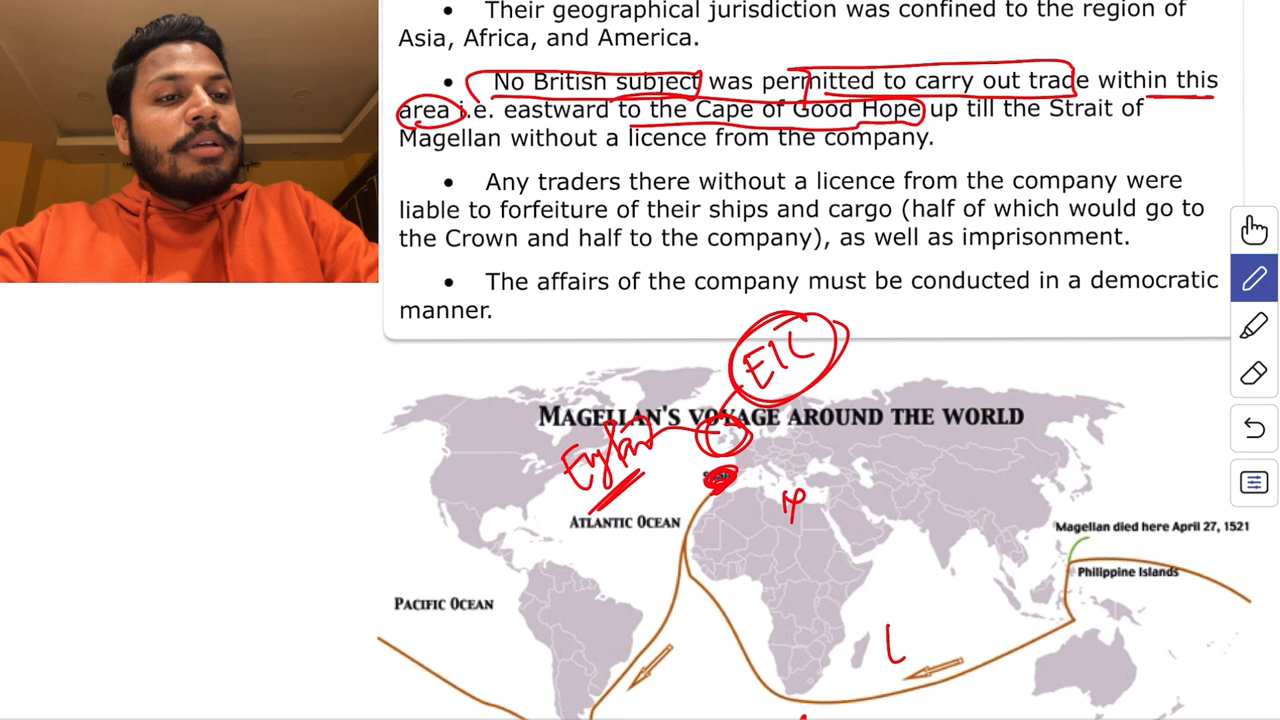 • Their geographical jurisdiction was confined to the region of
Asia, Africa, and America.
• No British subject was permitted to carry out trade within this
area i.e. eastward to the Cape of Good Hope up till the Strait of
Magellan without a licence from the company.
• Any traders there without a licence from the company were
liable to forfeiture of their ships and cargo (half of which would go to
the Crown and half to the company), as well as imprisonment.
• The affairs of the company must be conducted in a democratic
manner.
EIC
MAGELLAN'S VOYAGE AROUND THE WORLD
ATLANTIC OCEAN
Magellan died here April 27, 1521
Philippine Islands
PACIFIC OCEAN